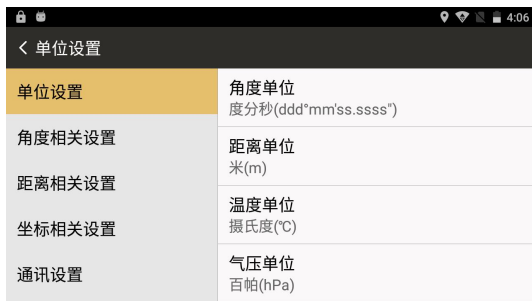 4:06
单位设置
单位设置
角度相关设置
距离相关设置
坐标相关设置
通讯设置
角度单位
度分秒(ddd°mm'ss.ssss")
距离单位
米(m)
温度单位
摄氏度(℃)
气压单位
百帕(hPa)